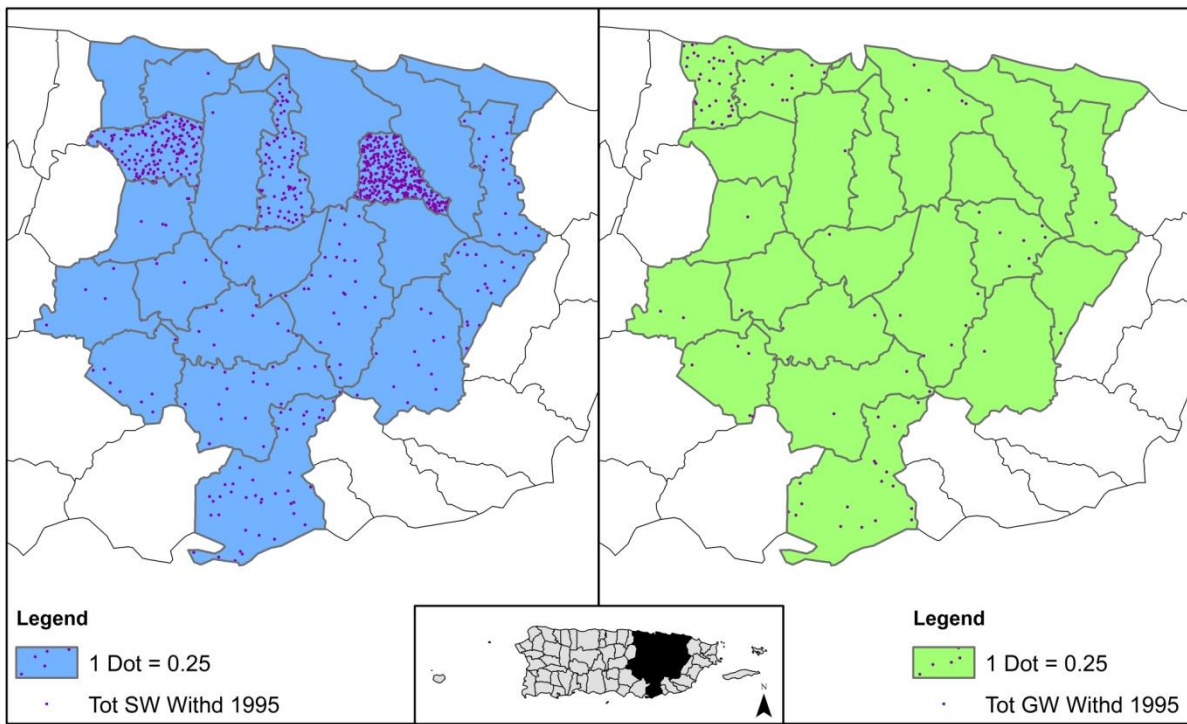 Legend
1 Dot = 0.25
Tot SW Withd 1995
N
Legend
1 Dot = 0.25
Tot GW Withd 1995